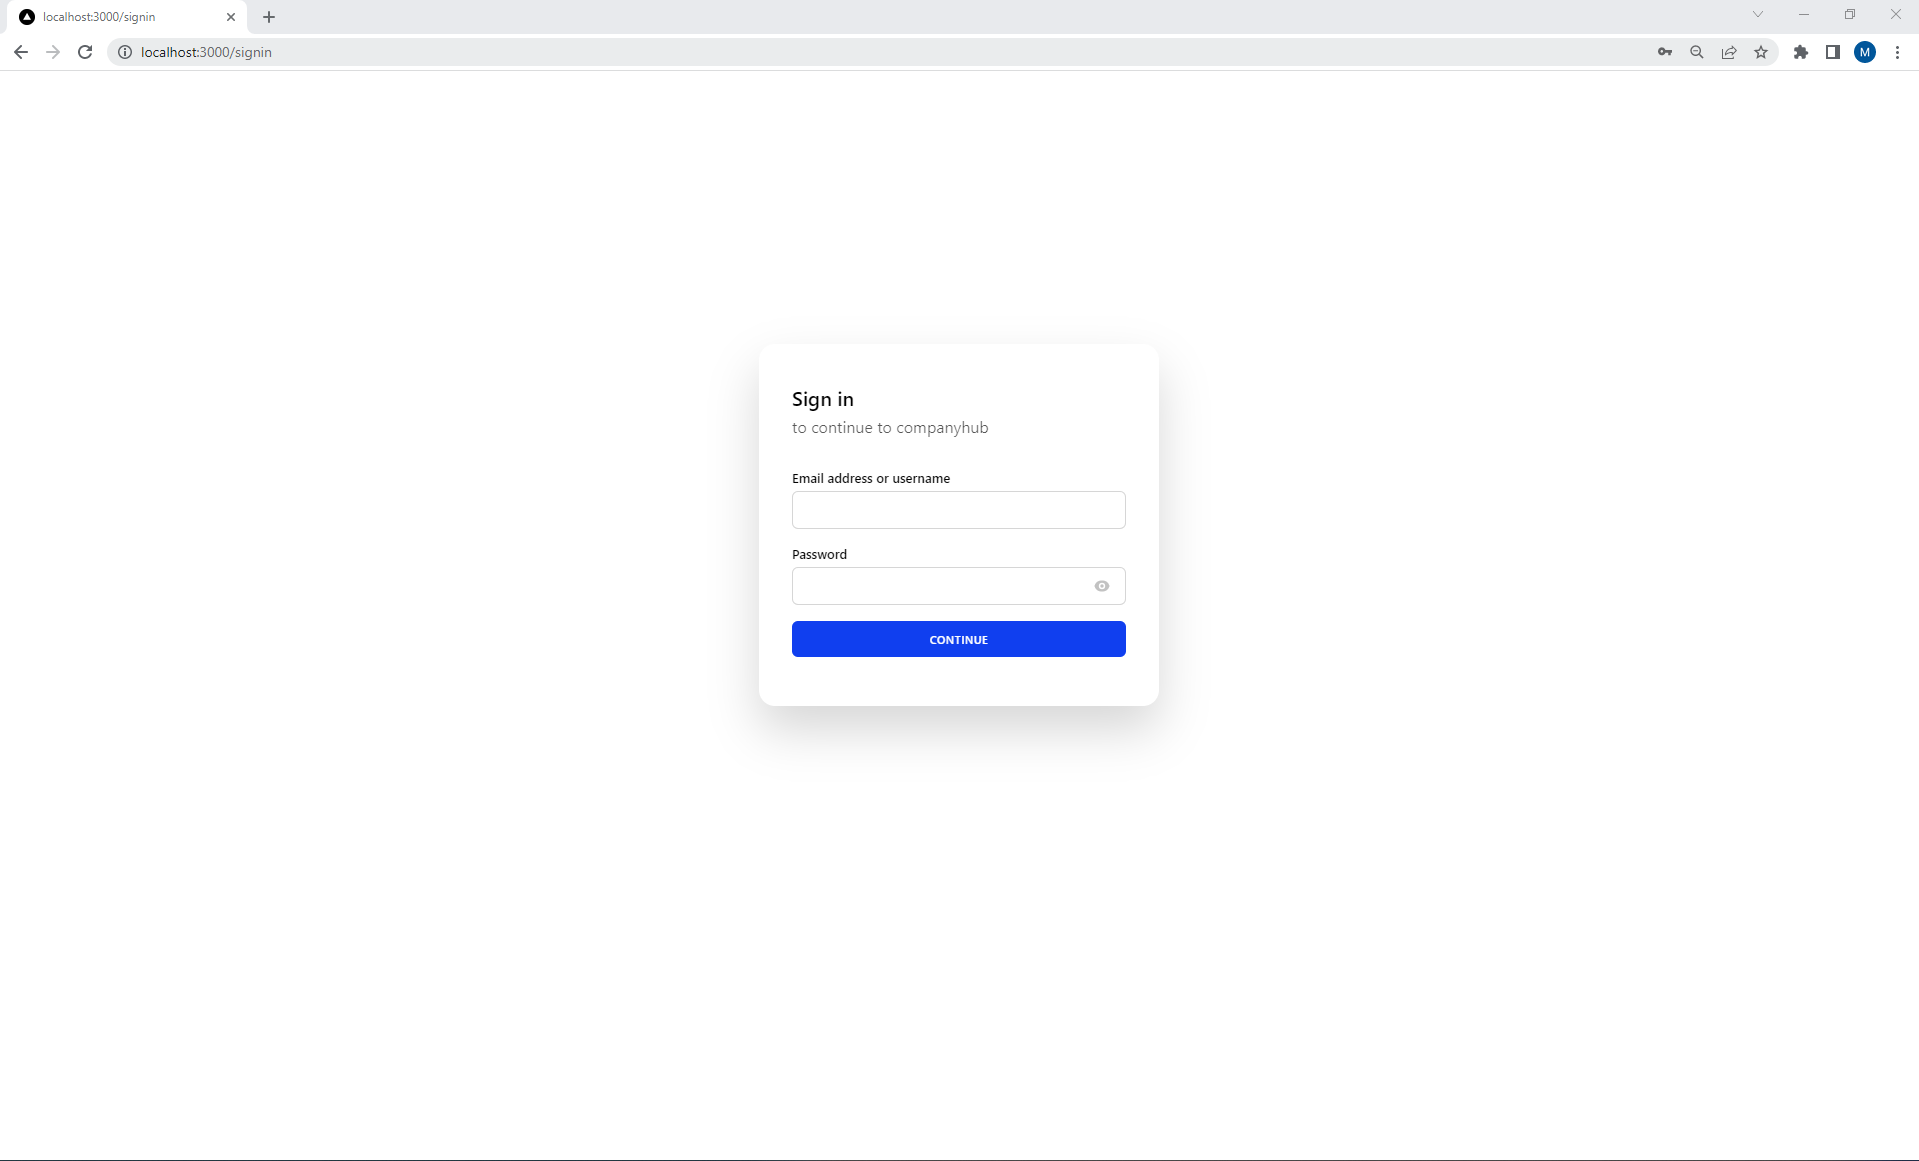 localhost:3000/signin
localhost:3000/signin
M
Sign in
to continue to companyhub
Email address or username
Password
CONTINUE